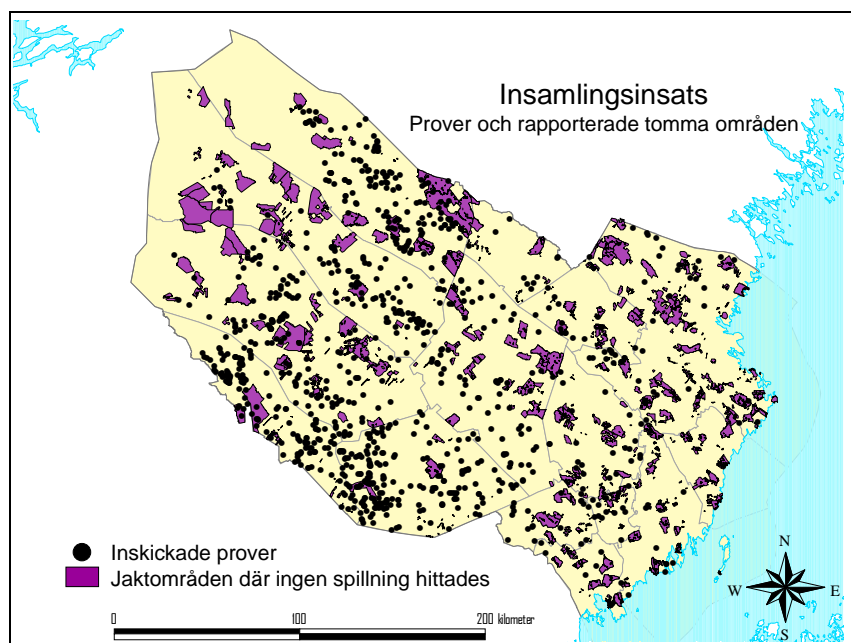 Insamlingsinsats
Prover och rapporterade tomma områden
Inskickade prover
Jaktområden där ingen spillning hittades
0 100 200 kilometer
N
W E
S